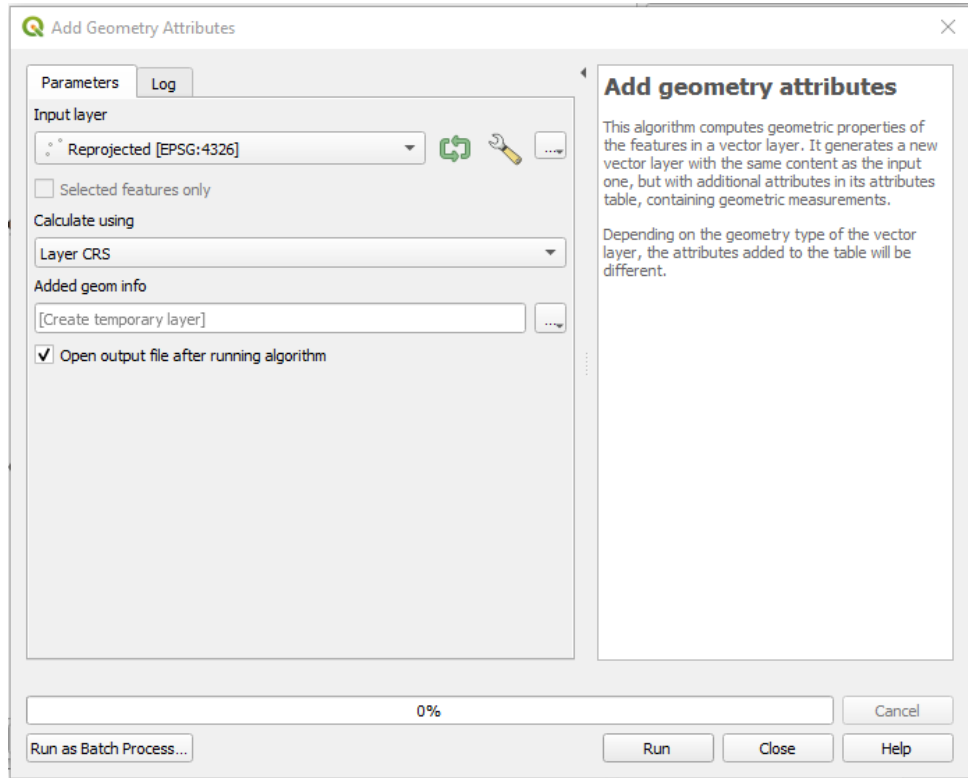 Add Geometry Attributes
Parameters
Log
Input layer
Reprojected [EPSG:4326]
...
Selected features only
Calculate using
Layer CRS
Added geom info
[Create temporary layer]
...
Open output file after running algorithm
Add geometry attributes
This algorithm computes geometric properties of
the features in a vector layer. It generates a new
vector layer with the same content as the input
one, but with additional attributes in its attributes
table, containing geometric measurements.
Depending on the geometry type of the vector
layer, the attributes added to the table will be
different.
0%
Cancel
Run as Batch Process...
Run
Close
Help